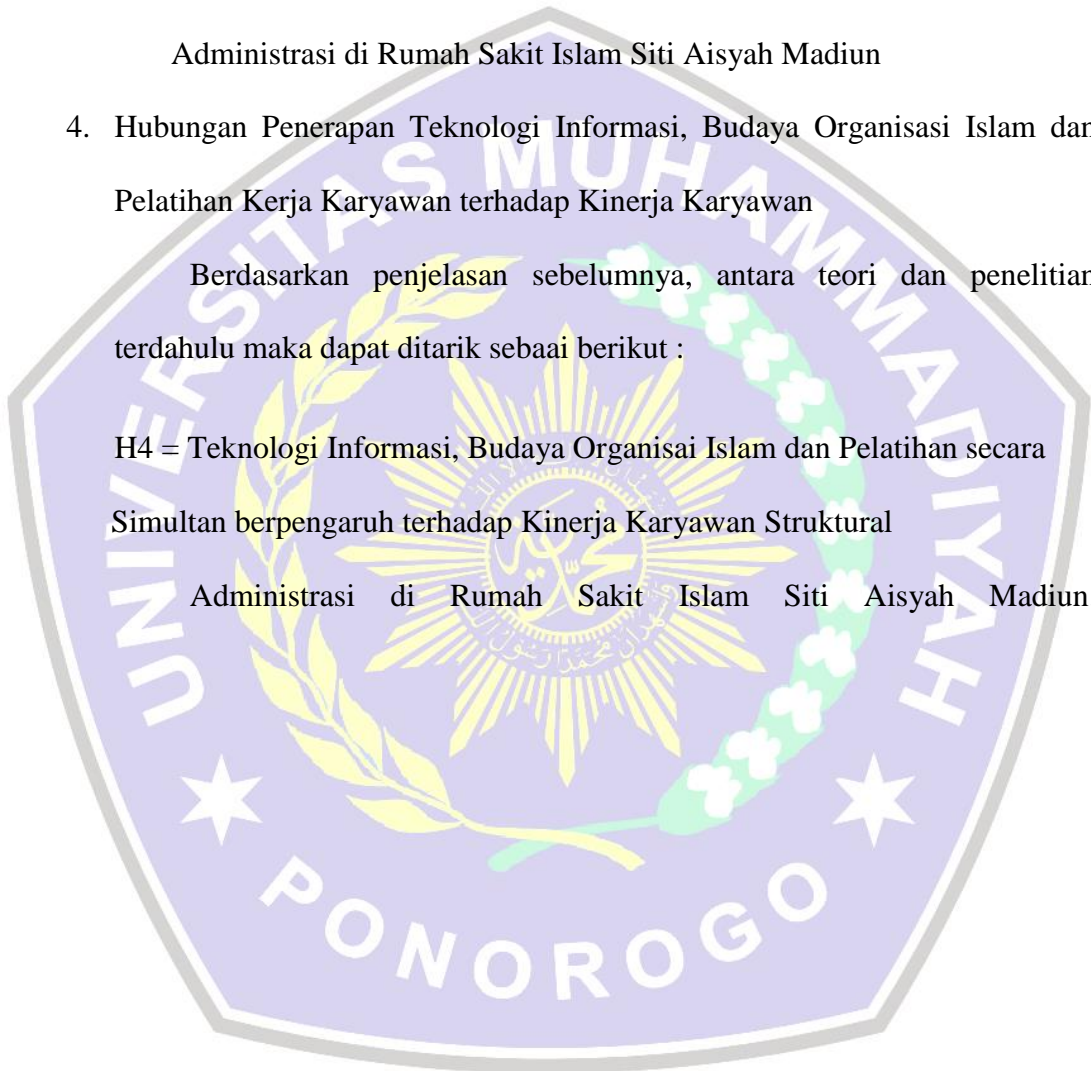 Administrasi di Rumah Sakit Islam Siti Aisyah Madiun
4. Hubungan Penerapan Teknologi Informasi, Budaya Organisasi Islam dan
Pelatihan Kerja Karyawan terhadap Kinerja Karyawan
Berdasarkan penjelasan sebelumnya, antara teori dan penelitian
terdahulu maka dapat ditarik sebaai berikut :
H4 = Teknologi Informasi, Budaya Organisai Islam dan Pelatihan secara
Simultan berpengaruh terhadap Kinerja Karyawan Struktural
Administrasi di Rumah Sakit Islam Siti Aisyah Madiun
UNIVERSITAS MUHAMMADIYAH
PONOROGO
محمدية